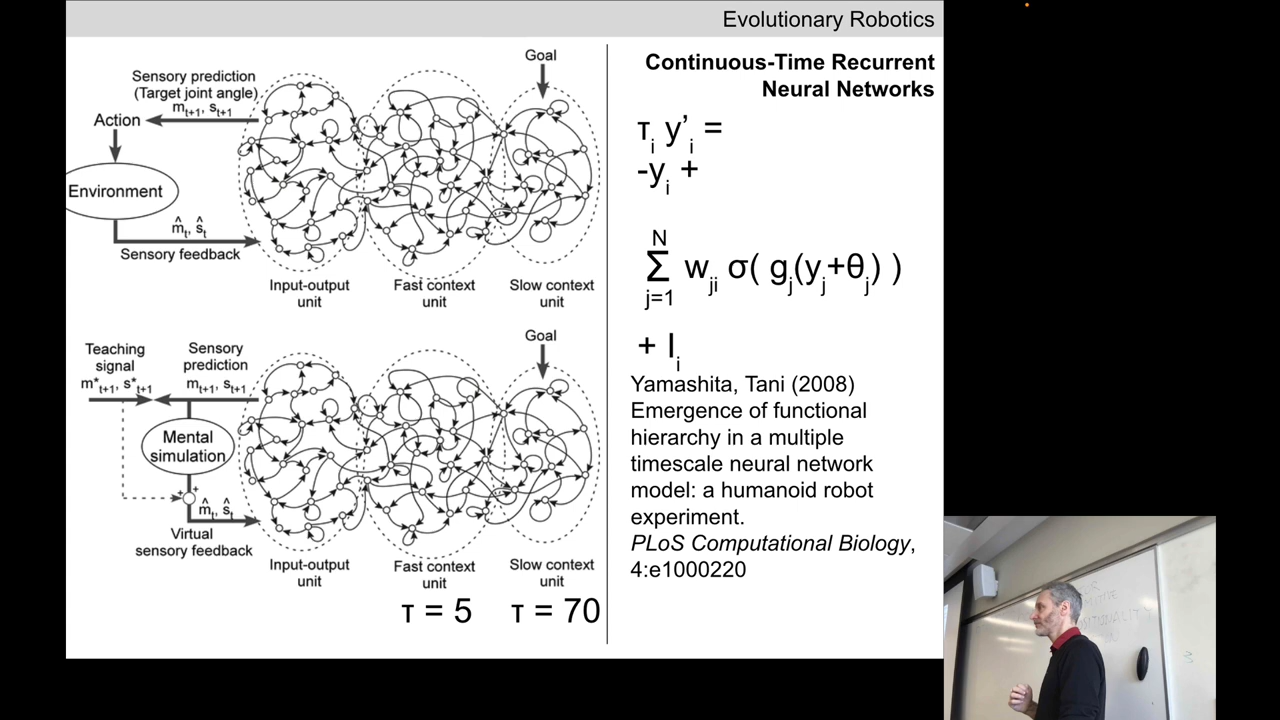 Evolutionary Robotics
Goal
Sensory prediction
(Target joint angle)
m_t+1, s_t+1
Action
Environment
m̂_t, ŝ_t
Sensory feedback
Input-output
unit
Fast context
unit
Slow context
unit
Goal
Teaching
signal
m*_t+1, s*_t+1
Sensory
prediction
m_t+1, s_t+1
Mental
simulation
+ +
m̂_t, ŝ_t
Virtual
sensory feedback
Input-output
unit
Fast context
unit
Slow context
unit
τ = 5
τ = 70
Continuous-Time Recurrent
Neural Networks
τ_i y'_i =
-y_i +
N
Σ w_ji σ( g_j(y_j+θ_j) )
j=1
+ I_i
Yamashita, Tani (2008)
Emergence of functional
hierarchy in a multiple
timescale neural network
model: a humanoid robot
experiment.
PLoS Computational Biology,
4:e1000220